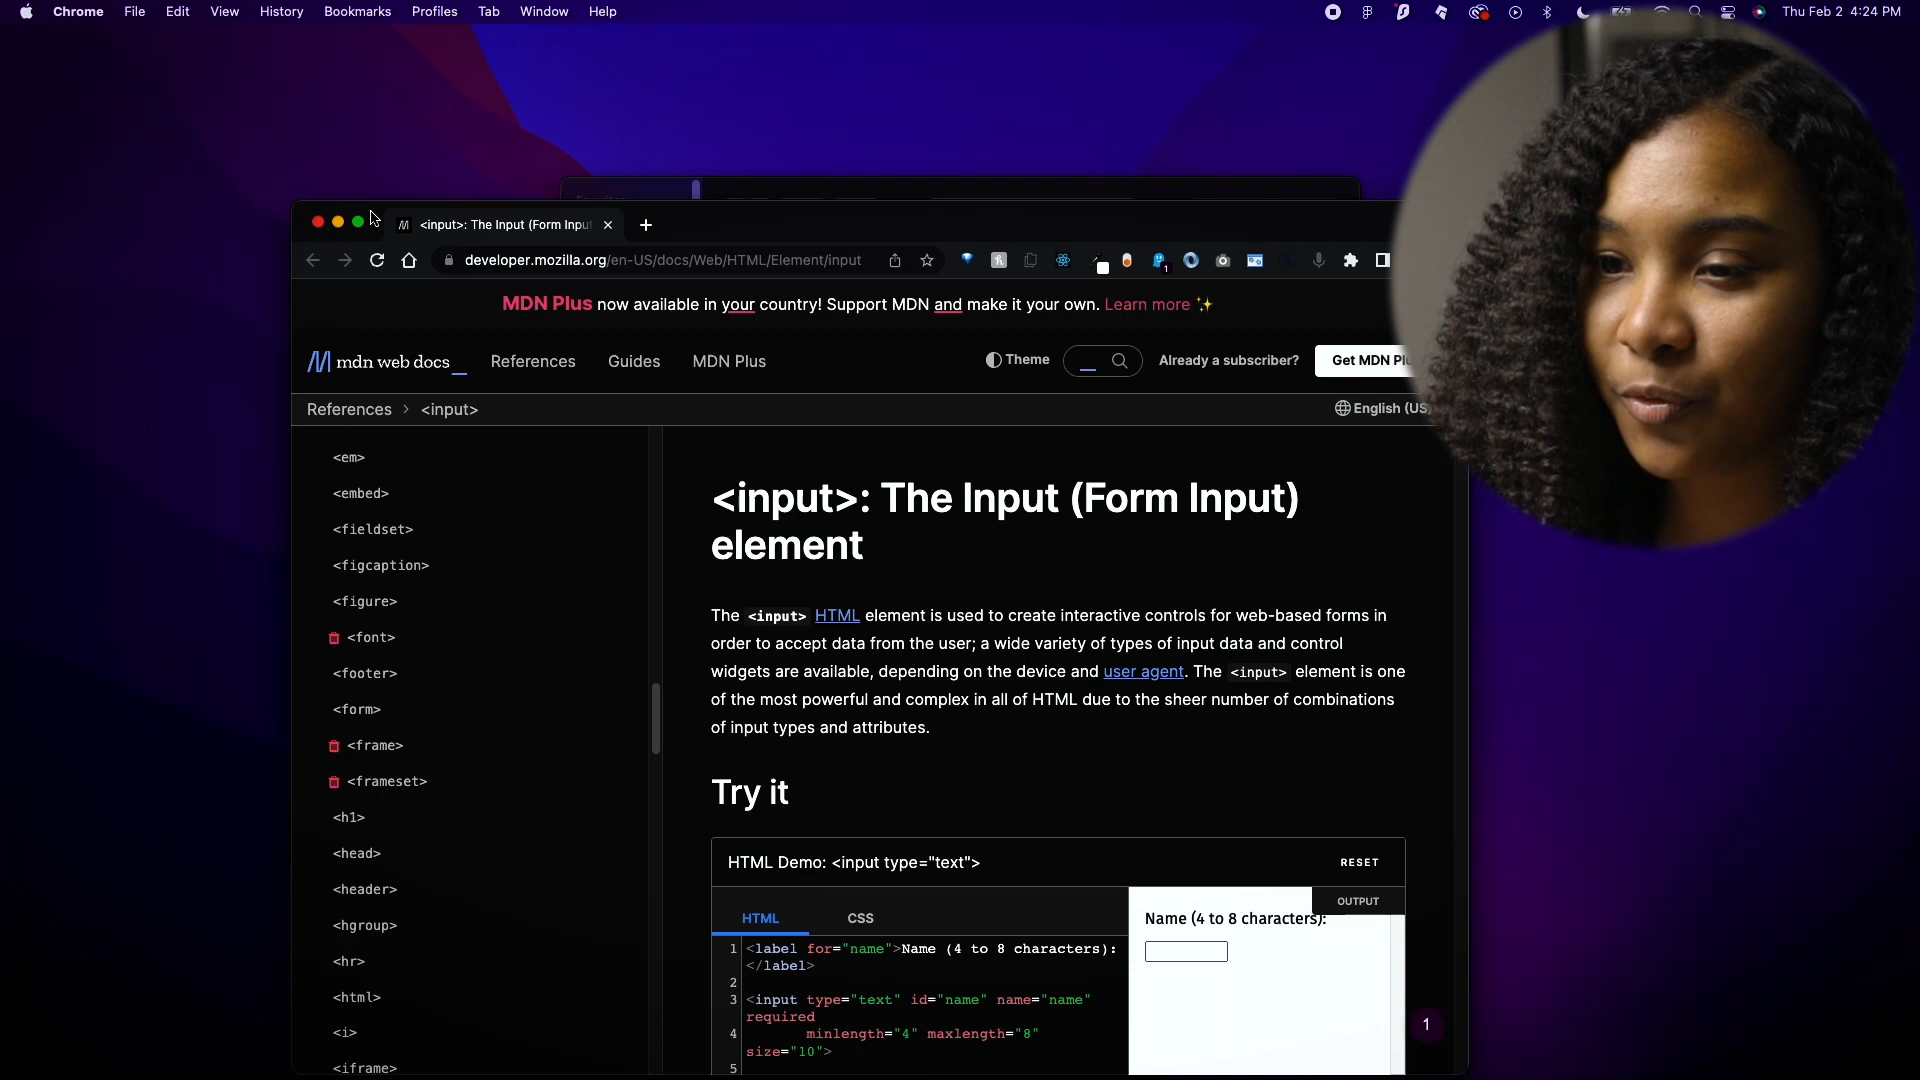 Chrome File Edit View History Bookmarks Profiles Tab Window Help
Thu Feb 2 4:24 PM
<input>: The Input (Form Input
developer.mozilla.org/en-US/docs/Web/HTML/Element/input
1
MDN Plus now available in your country! Support MDN and make it your own. Learn more ✨
mdn web docs_ References Guides MDN Plus
Theme Already a subscriber? Get MDN Plu
References > <input>
English (US
<em>
<embed>
<fieldset>
<figcaption>
<figure>
<font>
<footer>
<form>
<frame>
<frameset>
<h1>
<head>
<header>
<hgroup>
<hr>
<html>
<i>
<iframe>
<input>: The Input (Form Input)
element
The <input> HTML element is used to create interactive controls for web-based forms in
order to accept data from the user; a wide variety of types of input data and control
widgets are available, depending on the device and user agent. The <input> element is one
of the most powerful and complex in all of HTML due to the sheer number of combinations
of input types and attributes.
Try it
HTML Demo: <input type="text">
RESET
HTML CSS
OUTPUT
1 <label for="name">Name (4 to 8 characters):
</label>
2
3 <input type="text" id="name" name="name"
required
4 minlength="4" maxlength="8"
size="10">
5
Name (4 to 8 characters):
1